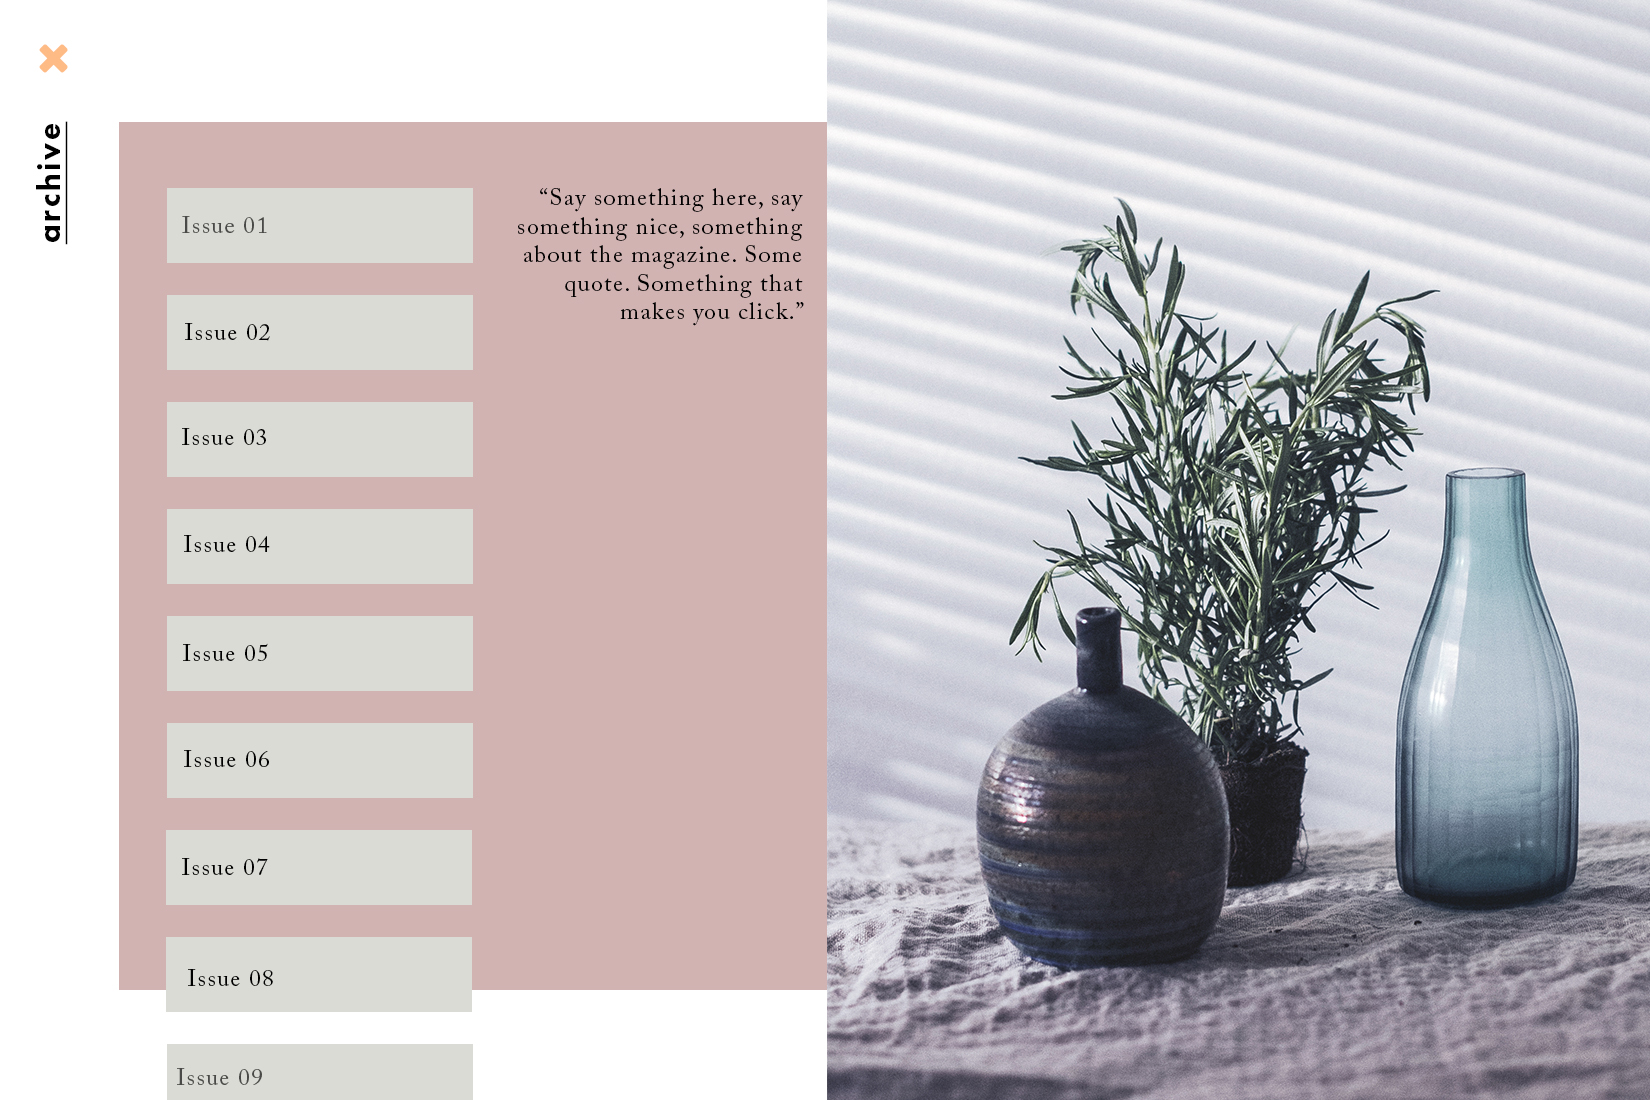 archive
Issue 01
Issue 02
Issue 03
Issue 04
Issue 05
Issue 06
Issue 07
Issue 08
Issue 09
“Say something here, say
something nice, something
about the magazine. Some
quote. Something that
makes you click.”